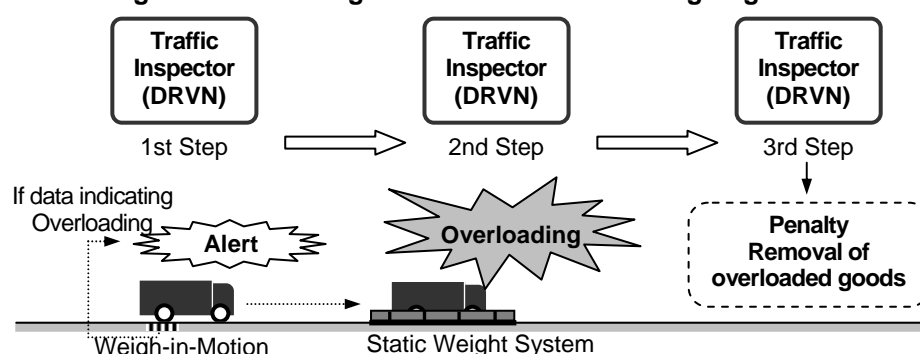 Traffic
Inspector
(DRVN)
Traffic
Inspector
(DRVN)
Traffic
Inspector
(DRVN)
1st Step
2nd Step
3rd Step
If data indicating
Overloading
Alert
Overloading
Penalty
Removal of
overloaded goods
Weigh-in-Motion
Static Weight System